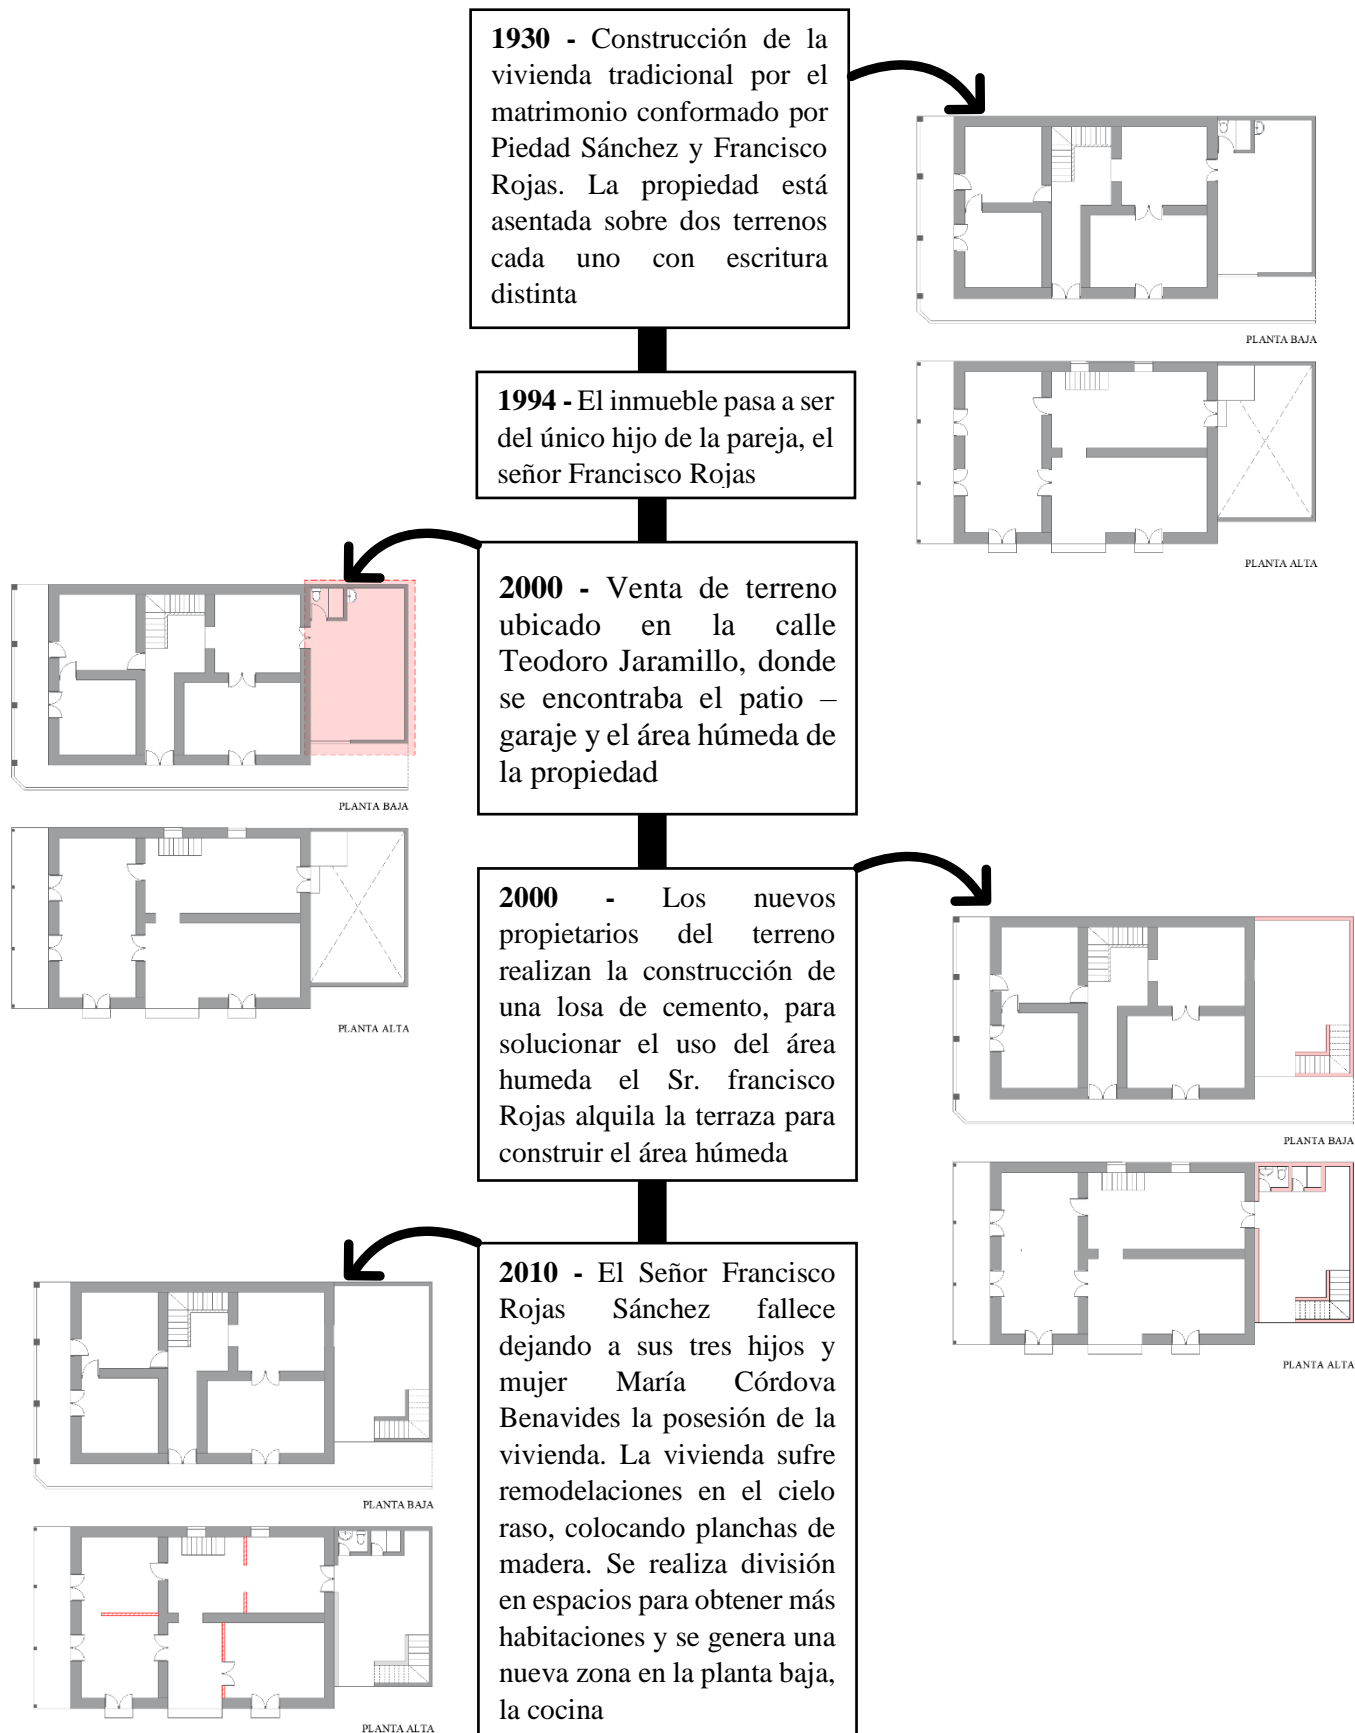 1930 - Construcción de la
vivienda tradicional por el
matrimonio conformado por
Piedad Sánchez y Francisco
Rojas. La propiedad está
asentada sobre dos terrenos
cada uno con escritura
distinta
PLANTA BAJA
PLANTA ALTA
1994 - El inmueble pasa a ser
del único hijo de la pareja, el
señor Francisco Rojas
2000 - Venta de terreno
ubicado en la calle
Teodoro Jaramillo, donde
se encontraba el patio –
garaje y el área húmeda de
la propiedad
PLANTA BAJA
PLANTA ALTA
2000 - Los nuevos
propietarios del terreno
realizan la construcción de
una losa de cemento, para
solucionar el uso del área
humeda el Sr. francisco
Rojas alquila la terraza para
construir el área húmeda
PLANTA BAJA
PLANTA ALTA
2010 - El Señor Francisco
Rojas Sánchez fallece
dejando a sus tres hijos y
mujer María Córdova
Benavides la posesión de la
vivienda. La vivienda sufre
remodelaciones en el cielo
raso, colocando planchas de
madera. Se realiza división
en espacios para obtener más
habitaciones y se genera una
nueva zona en la planta baja,
la cocina
PLANTA BAJA
PLANTA ALTA